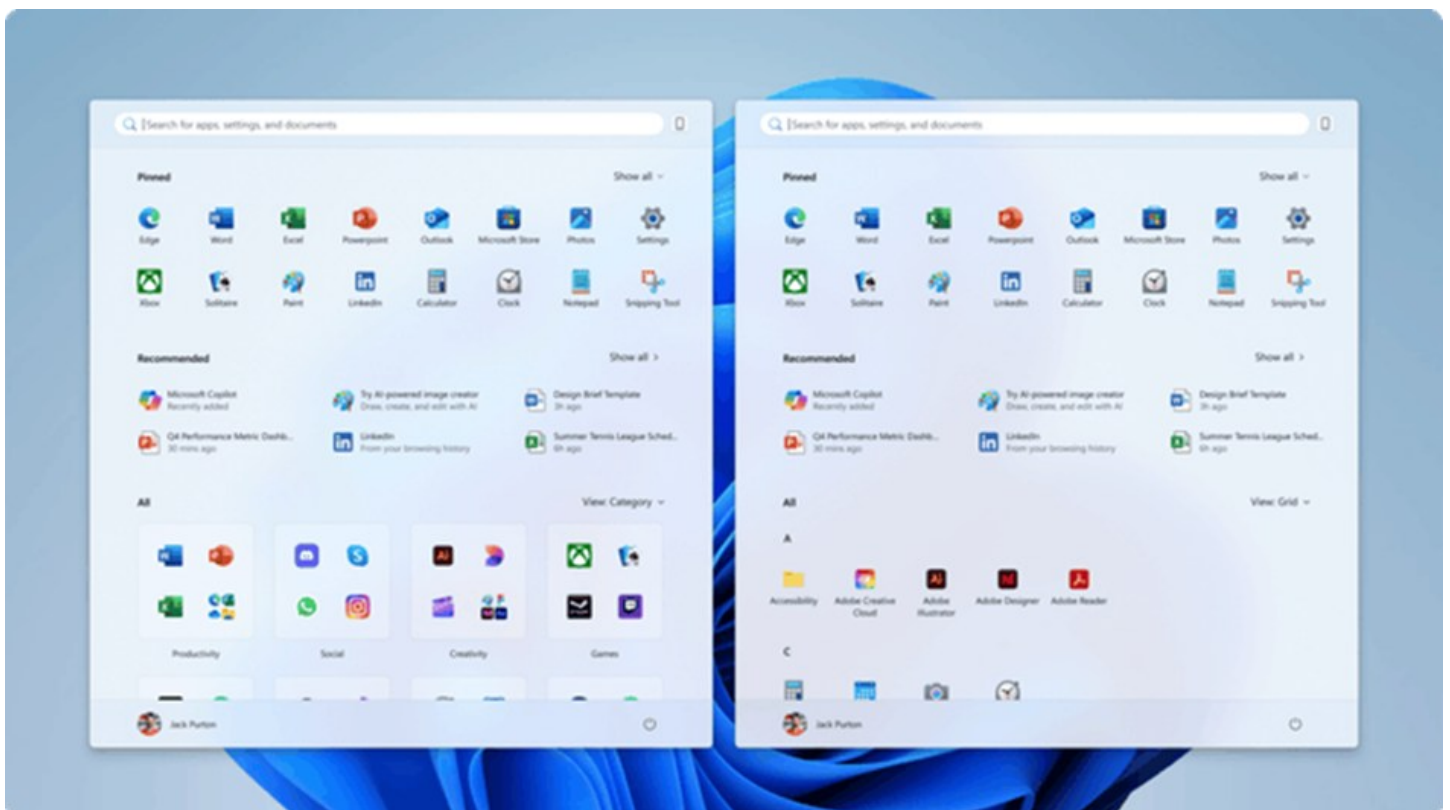 Search for apps, settings, and documents
Pinned
Show all
Edge
Word
Excel
Powerpoint
Outlook
Microsoft Store
Photos
Settings
Xbox
Solitaire
Paint
LinkedIn
Calculator
Clock
Notepad
Snipping Tool
Recommended
Show all
Microsoft Copilot
Recently added
Try AI-powered image creator
Draw, create, and edit with AI
Design Brief Template
3h ago
Q4 Performance Metric Dashb...
30 mins ago
LinkedIn
From your browsing history
Summer Tennis League Sched...
6h ago
All
View: Category
Productivity
Social
Creativity
Games
Jack Purton
Search for apps, settings, and documents
Pinned
Show all
Edge
Word
Excel
Powerpoint
Outlook
Microsoft Store
Photos
Settings
Xbox
Solitaire
Paint
LinkedIn
Calculator
Clock
Notepad
Snipping Tool
Recommended
Show all
Microsoft Copilot
Recently added
Try AI-powered image creator
Draw, create, and edit with AI
Design Brief Template
3h ago
Q4 Performance Metric Dashb...
30 mins ago
LinkedIn
From your browsing history
Summer Tennis League Sched...
6h ago
All
View: Grid
A
Accessibility
Adobe Creative
Cloud
Adobe
Illustrator
Adobe Designer
Adobe Reader
C
Jack Purton